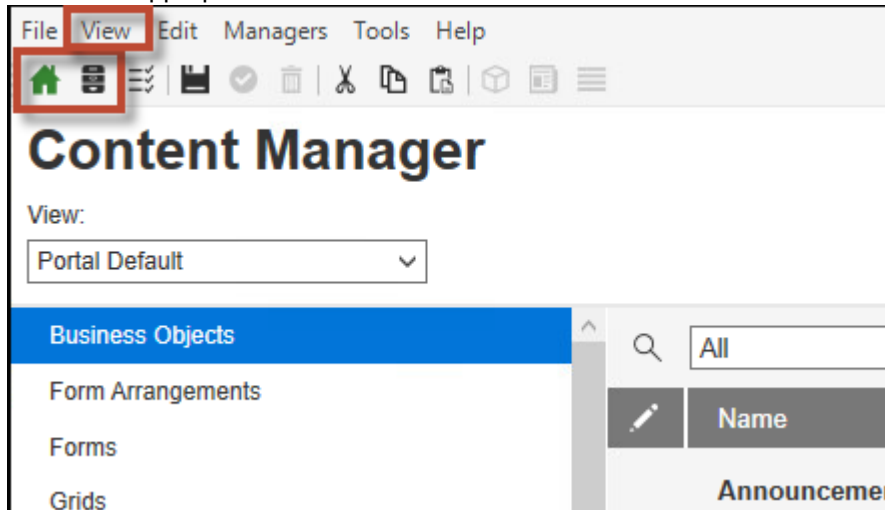 File View Edit Managers Tools Help
Content Manager
View:
Portal Default
Business Objects
All
Form Arrangements
Name
Forms
Grids